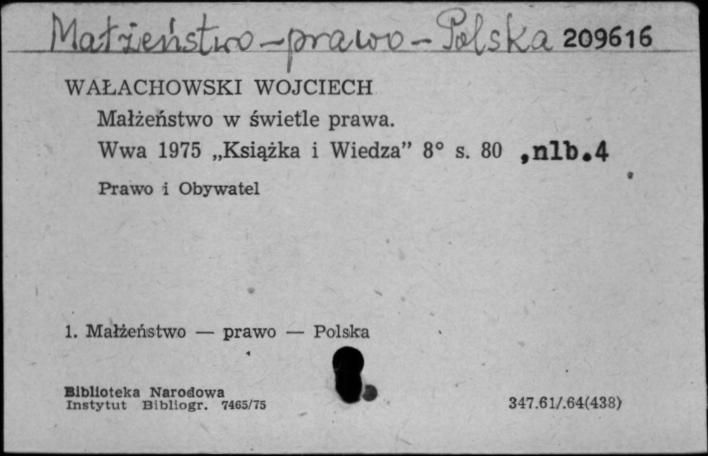 Małżeństwo – prawo – Polska 209616
WAŁACHOWSKI WOJCIECH
Małżeństwo w świetle prawa.
Wwa 1975 „Książka i Wiedza” 8° s. 80 ,nlb.4
Prawo i Obywatel
1. Małżeństwo — prawo — Polska
Biblioteka Narodowa
Instytut Bibliogr. 7465/75
347.61/.64(438)